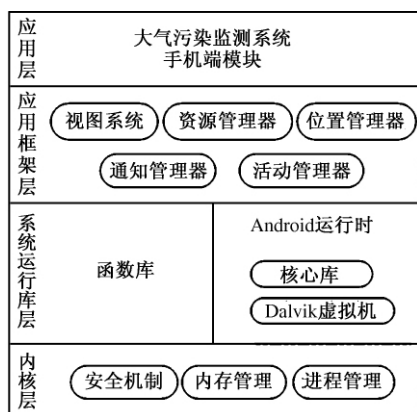 应用层
大气污染监测系统
手机端模块
应用框架层
视图系统 资源管理器 位置管理器
通知管理器 活动管理器
系统运行库层
函数库
Android运行时
核心库
Dalvik虚拟机
内核层
安全机制 内存管理 进程管理